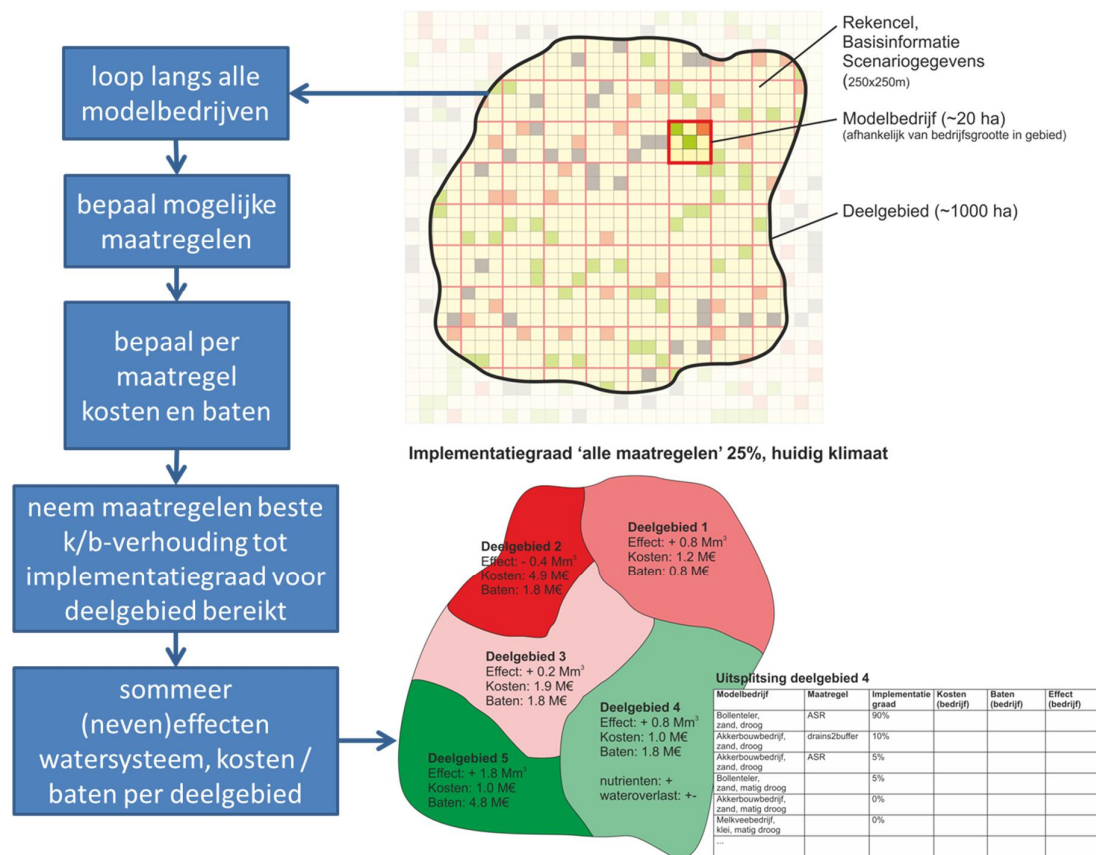 loop langs alle
modelbedrijven
bepaal mogelijke
maatregelen
bepaal per
maatregel
kosten en baten
neem maatregelen beste
k/b-verhouding tot
implementatiegraad voor
deelgebied bereikt
sommeer
(neven)effecten
watersysteem, kosten /
baten per deelgebied
Rekencel,
Basisinformatie
Scenariogegevens
(250x250m)
Modelbedrijf (~20 ha)
(afhankelijk van bedrijfsgrootte in gebied)
Deelgebied (~1000 ha)
Implementatiegraad ‘alle maatregelen’ 25%, huidig klimaat
Deelgebied 1
Effect: + 0.8 Mm³
Kosten: 1.2 M€
Baten: 0.8 M€
Deelgebied 2
Effect: - 0.4 Mm³
Kosten: 4.9 M€
Baten: 1.8 M€
Deelgebied 3
Effect: + 0.2 Mm³
Kosten: 1.9 M€
Baten: 1.8 M€
Deelgebied 4
Effect: + 0.8 Mm³
Kosten: 1.0 M€
Baten: 1.8 M€
nutrienten: +
wateroverlast: +-
Deelgebied 5
Effect: + 1.8 Mm³
Kosten: 1.0 M€
Baten: 4.8 M€
Uitsplitsing deelgebied 4
Modelbedrijf Maatregel Implementatie Kosten Baten Effect
graad (bedrijf) (bedrijf) (bedrijf)
Bollenteler, ASR 90%
zand, droog
Akkerbouwbedrijf, drains2buffer 10%
zand, droog
Akkerbouwbedrijf, ASR 5%
zand, droog
Bollenteler, 5%
zand, matig droog
Akkerbouwbedrijf, 0%
zand, matig droog
Melkveebedrijf, 0%
klei, matig droog
...